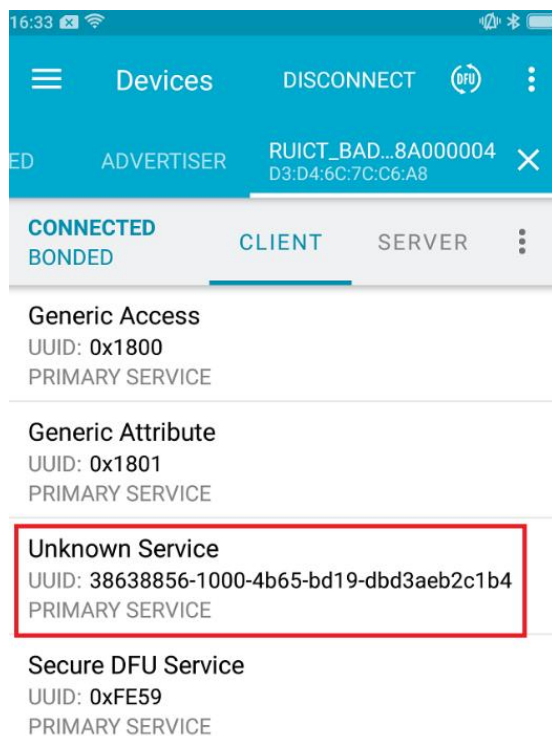 16:33
Devices DISCONNECT DFU
ED ADVERTISER RUICT_BAD...8A000004
D3:D4:6C:7C:C6:A8
CONNECTED
BONDED
CLIENT SERVER
Generic Access
UUID: 0x1800
PRIMARY SERVICE
Generic Attribute
UUID: 0x1801
PRIMARY SERVICE
Unknown Service
UUID: 38638856-1000-4b65-bd19-dbd3aeb2c1b4
PRIMARY SERVICE
Secure DFU Service
UUID: 0xFE59
PRIMARY SERVICE